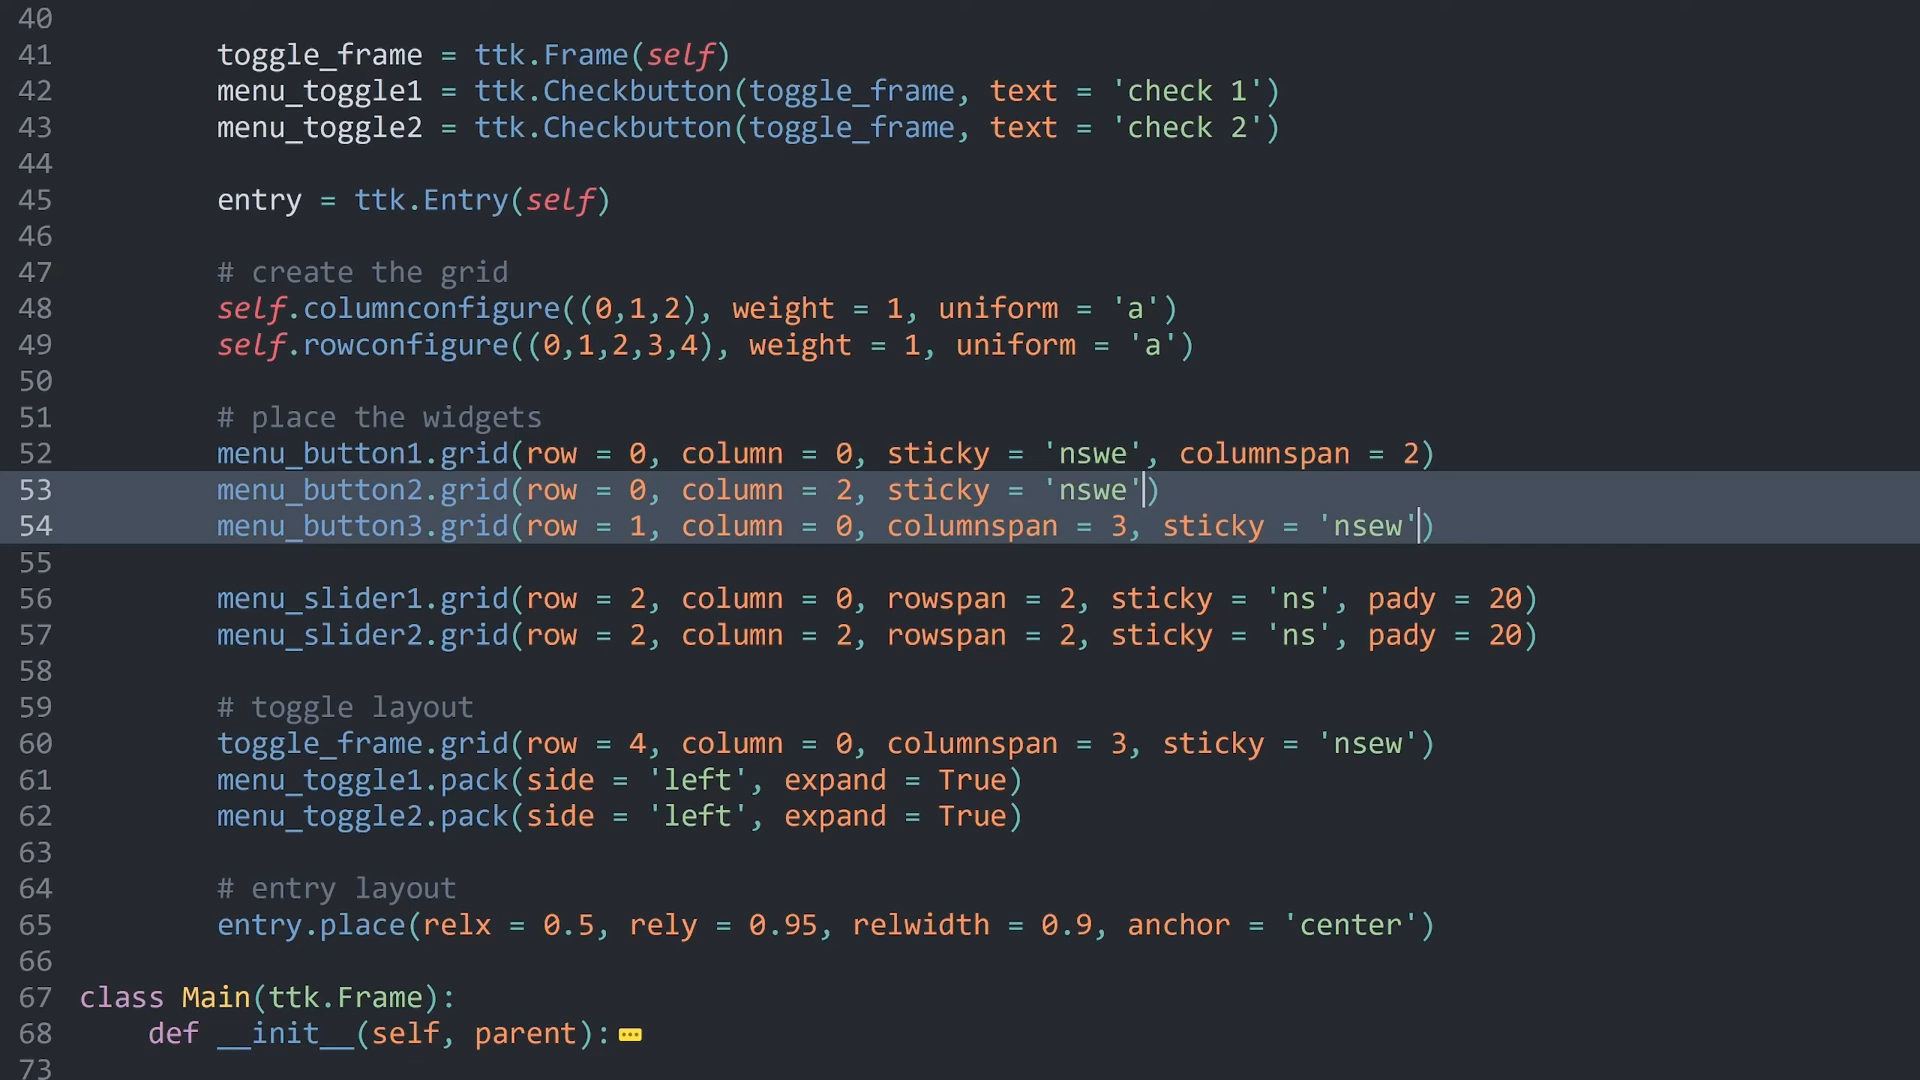 40
41 toggle_frame = ttk.Frame(self)
42 menu_toggle1 = ttk.Checkbutton(toggle_frame, text = 'check 1')
43 menu_toggle2 = ttk.Checkbutton(toggle_frame, text = 'check 2')
44
45 entry = ttk.Entry(self)
46
47 # create the grid
48 self.columnconfigure((0,1,2), weight = 1, uniform = 'a')
49 self.rowconfigure((0,1,2,3,4), weight = 1, uniform = 'a')
50
51 # place the widgets
52 menu_button1.grid(row = 0, column = 0, sticky = 'nswe', columnspan = 2)
53 menu_button2.grid(row = 0, column = 2, sticky = 'nswe')
54 menu_button3.grid(row = 1, column = 0, columnspan = 3, sticky = 'nsew')
55
56 menu_slider1.grid(row = 2, column = 0, rowspan = 2, sticky = 'ns', pady = 20)
57 menu_slider2.grid(row = 2, column = 2, rowspan = 2, sticky = 'ns', pady = 20)
58
59 # toggle layout
60 toggle_frame.grid(row = 4, column = 0, columnspan = 3, sticky = 'nsew')
61 menu_toggle1.pack(side = 'left', expand = True)
62 menu_toggle2.pack(side = 'left', expand = True)
63
64 # entry layout
65 entry.place(relx = 0.5, rely = 0.95, relwidth = 0.9, anchor = 'center')
66
67 class Main(ttk.Frame):
68 def __init__(self, parent):
73